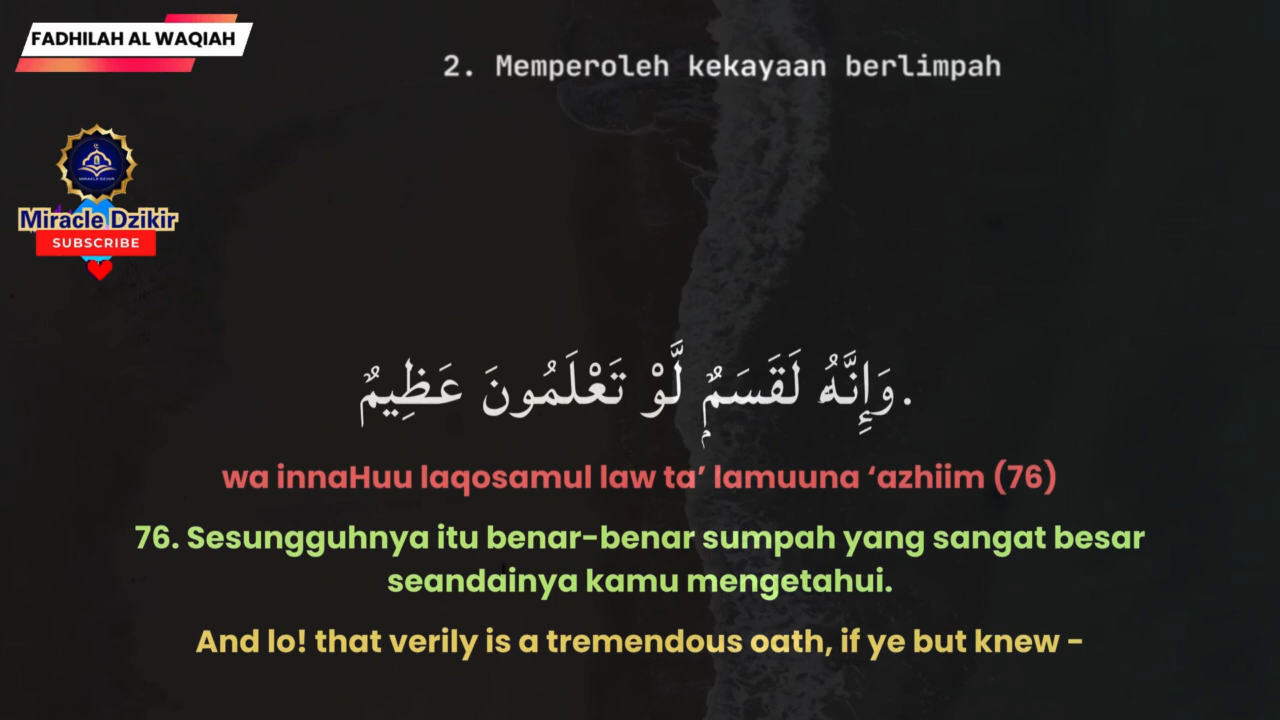 FADHILAH AL WAQIAH
2. Memperoleh kekayaan berlimpah
Miracle Dzikir
SUBSCRIBE
وَإِنَّهُۥ لَقَسَمٌۭ لَّوْ تَعْلَمُونَ عَظِيمٌ.
wa innaHuu laqosamul law ta’ lamuuna ‘azhiim (76)
76. Sesungguhnya itu benar-benar sumpah yang sangat besar
seandainya kamu mengetahui.
And lo! that verily is a tremendous oath, if ye but knew -